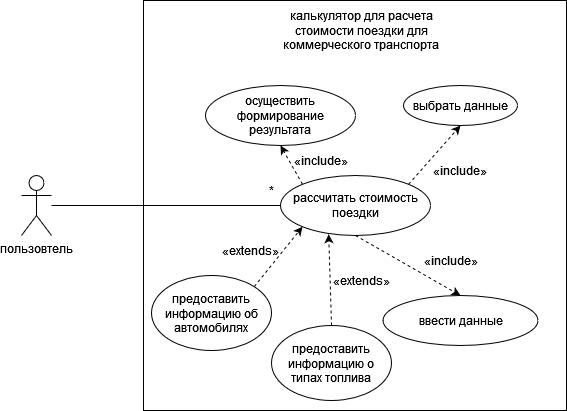 калькулятор для расчета
стоимости поездки для
коммерческого транспорта
осуществить
формирование
результата
выбрать данные
«include»
«include»
*
рассчитать стоимость
поездки
пользовтель
«extends»
«include»
«extends»
предоставить
информацию об
автомобилях
ввести данные
предоставить
информацию о
типах топлива